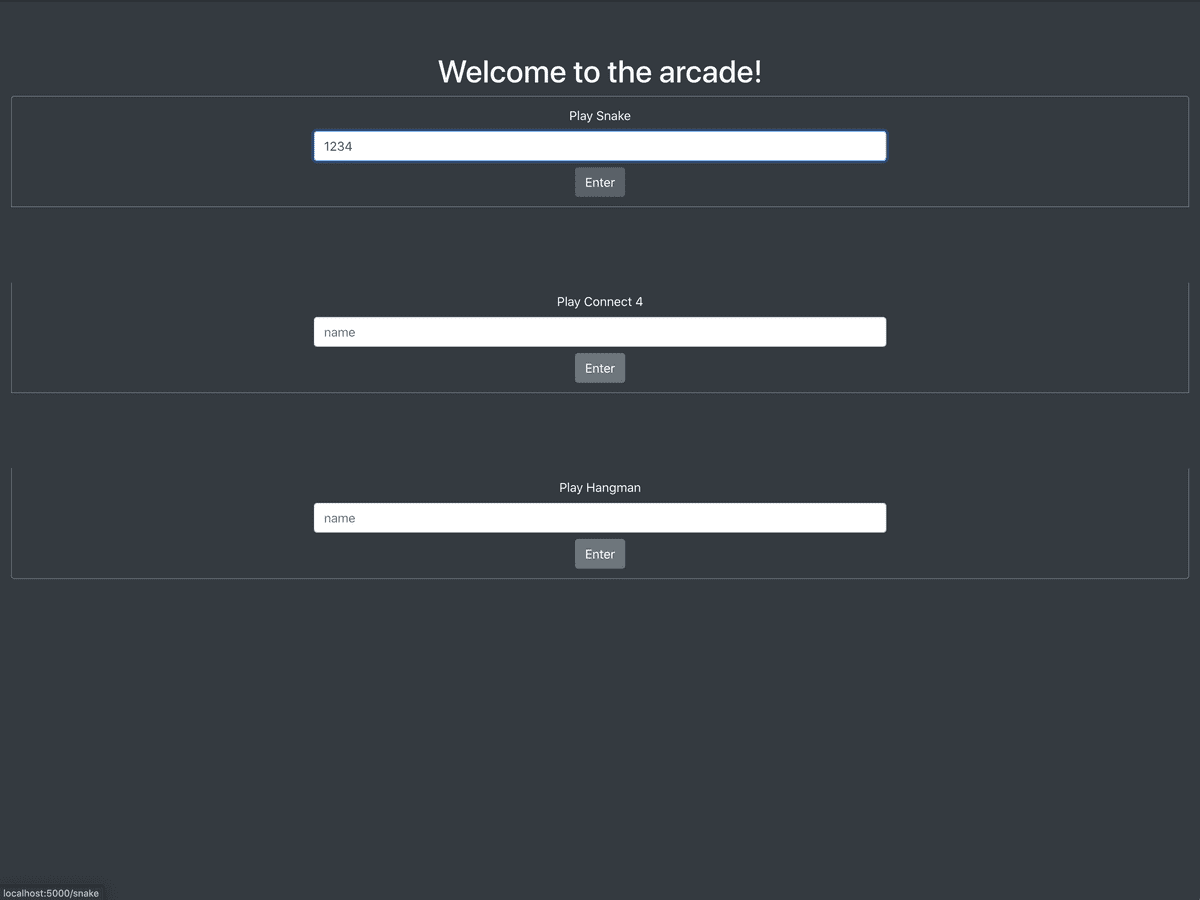 Welcome to the arcade!
Play Snake
1234
Enter
Play Connect 4
name
Enter
Play Hangman
name
Enter
localhost:5000/snake